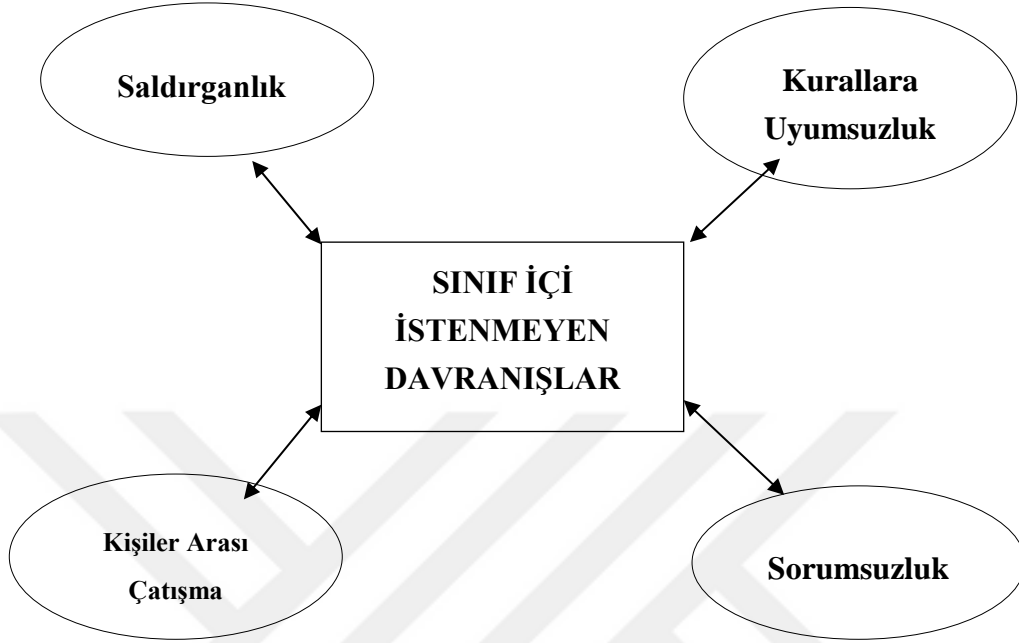 Saldırganlık
Kurallara
Uyumsuzluk
SINIF İÇİ
İSTENMEYEN
DAVRANIŞLAR
Kişiler Arası
Çatışma
Sorumsuzluk